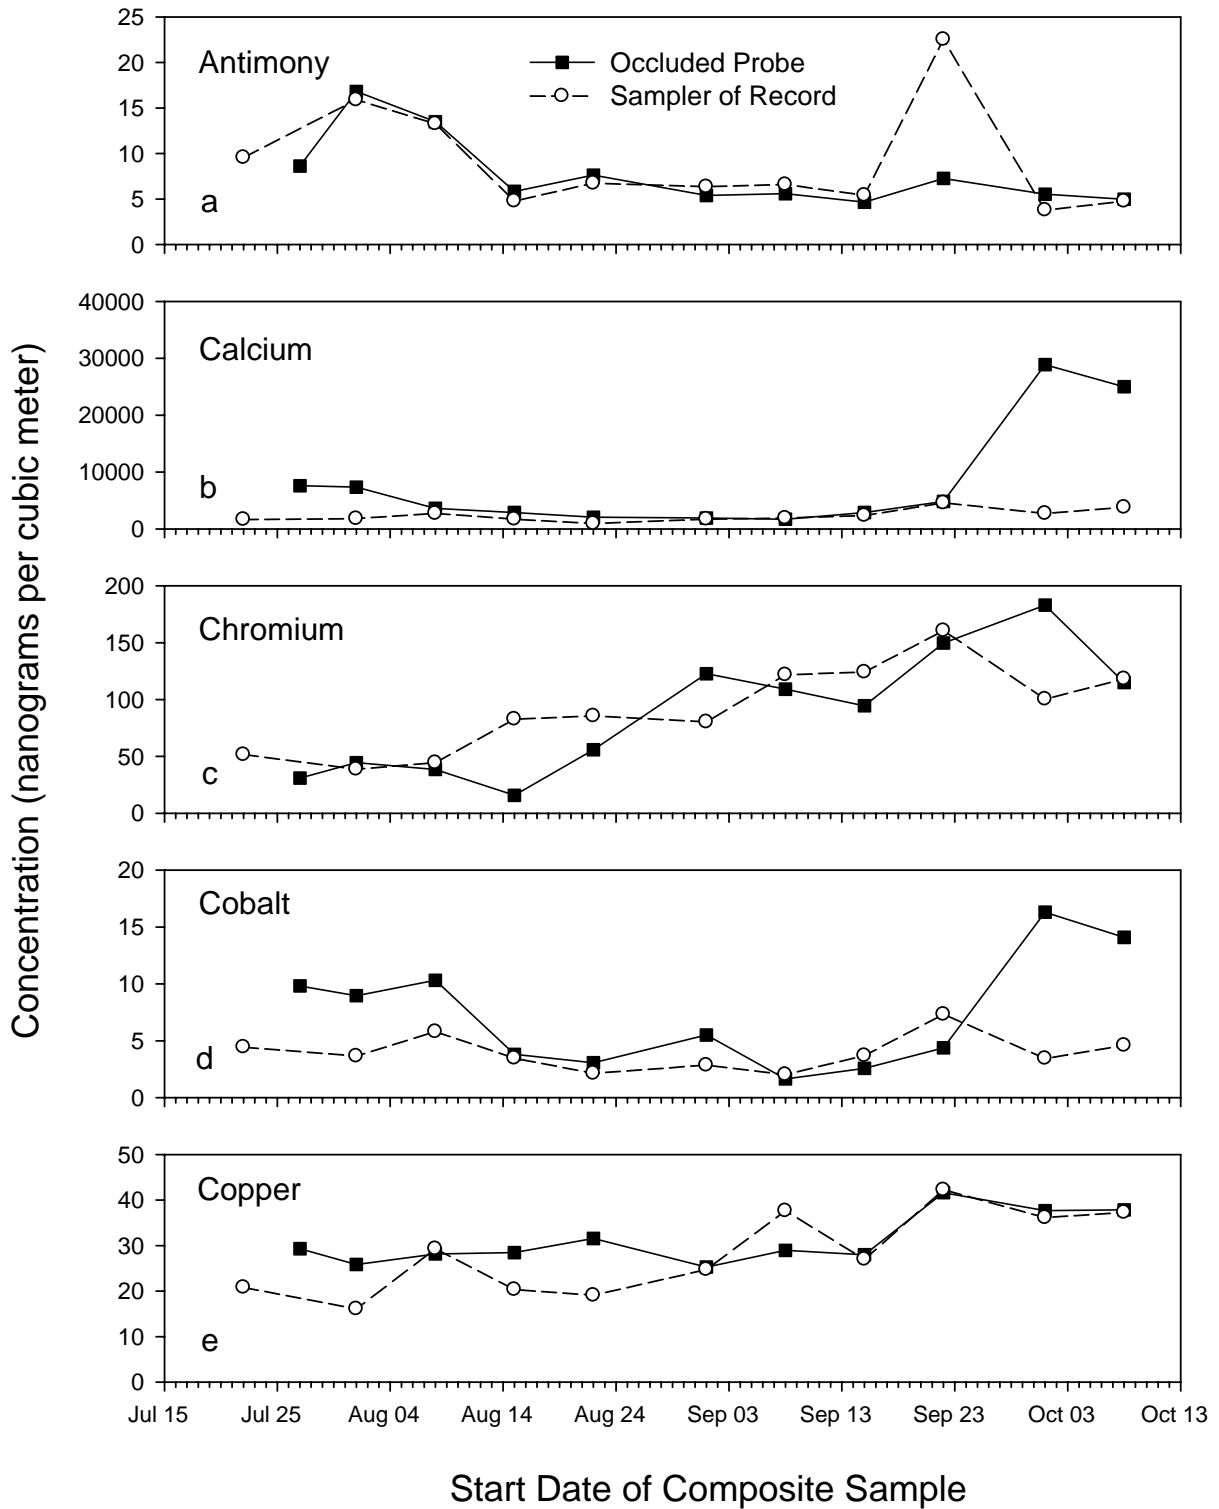 25
Antimony
Occluded Probe
20
Sampler of Record
15
10
5
a
0
40000
Calcium
30000
20000
10000
b
0
200
Chromium
150
100
50
c
0
20
Cobalt
15
10
5
d
0
50
Copper
40
30
20
10
e
0
Jul 15 Jul 25 Aug 04 Aug 14 Aug 24 Sep 03 Sep 13 Sep 23 Oct 03 Oct 13
Concentration (nanograms per cubic meter)
Start Date of Composite Sample